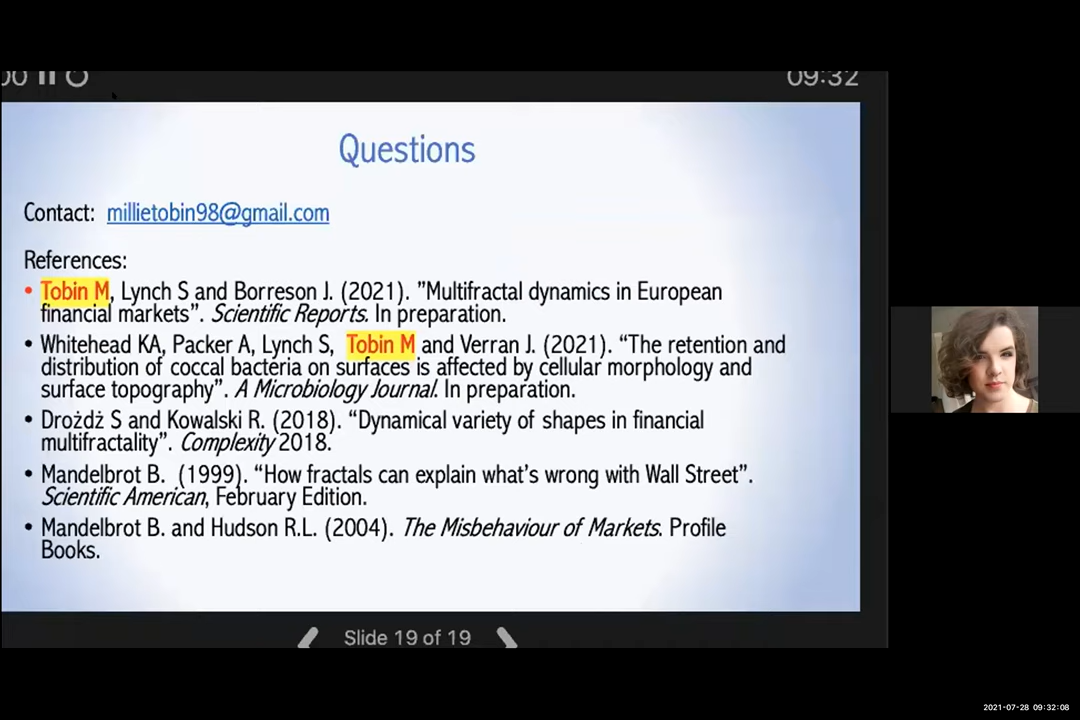 00
09:32
Questions
Contact: millietobin98@gmail.com
References:
• Tobin M, Lynch S and Borreson J. (2021). ”Multifractal dynamics in European
financial markets”. Scientific Reports. In preparation.
• Whitehead KA, Packer A, Lynch S, Tobin M and Verran J. (2021). “The retention and
distribution of coccal bacteria on surfaces is affected by cellular morphology and
surface topography”. A Microbiology Journal. In preparation.
• Drożdż S and Kowalski R. (2018). “Dynamical variety of shapes in financial
multifractality”. Complexity 2018.
• Mandelbrot B. (1999). “How fractals can explain what’s wrong with Wall Street”.
Scientific American, February Edition.
• Mandelbrot B. and Hudson R.L. (2004). The Misbehaviour of Markets. Profile
Books.
Slide 19 of 19
2021-07-28 09:32:08